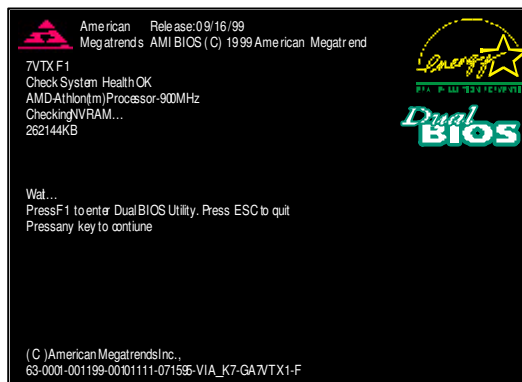 American Release:09/16/99
Megatrends AMIBIOS (C) 1999 American Megatrend
7VTX F1
Check System Health OK
AMD-Athlon(tm) Processor-900MHz
Checking NVRAM...
262144KB
energy
Dual
BIOS
Wait...
Press F1 to enter Dual BIOS Utility. Press ESC to quit
Press any key to contiune
(C) American Megatrends Inc.,
63-0001-001199-00101111-071595-VIA_K7-GA7VTX1-F